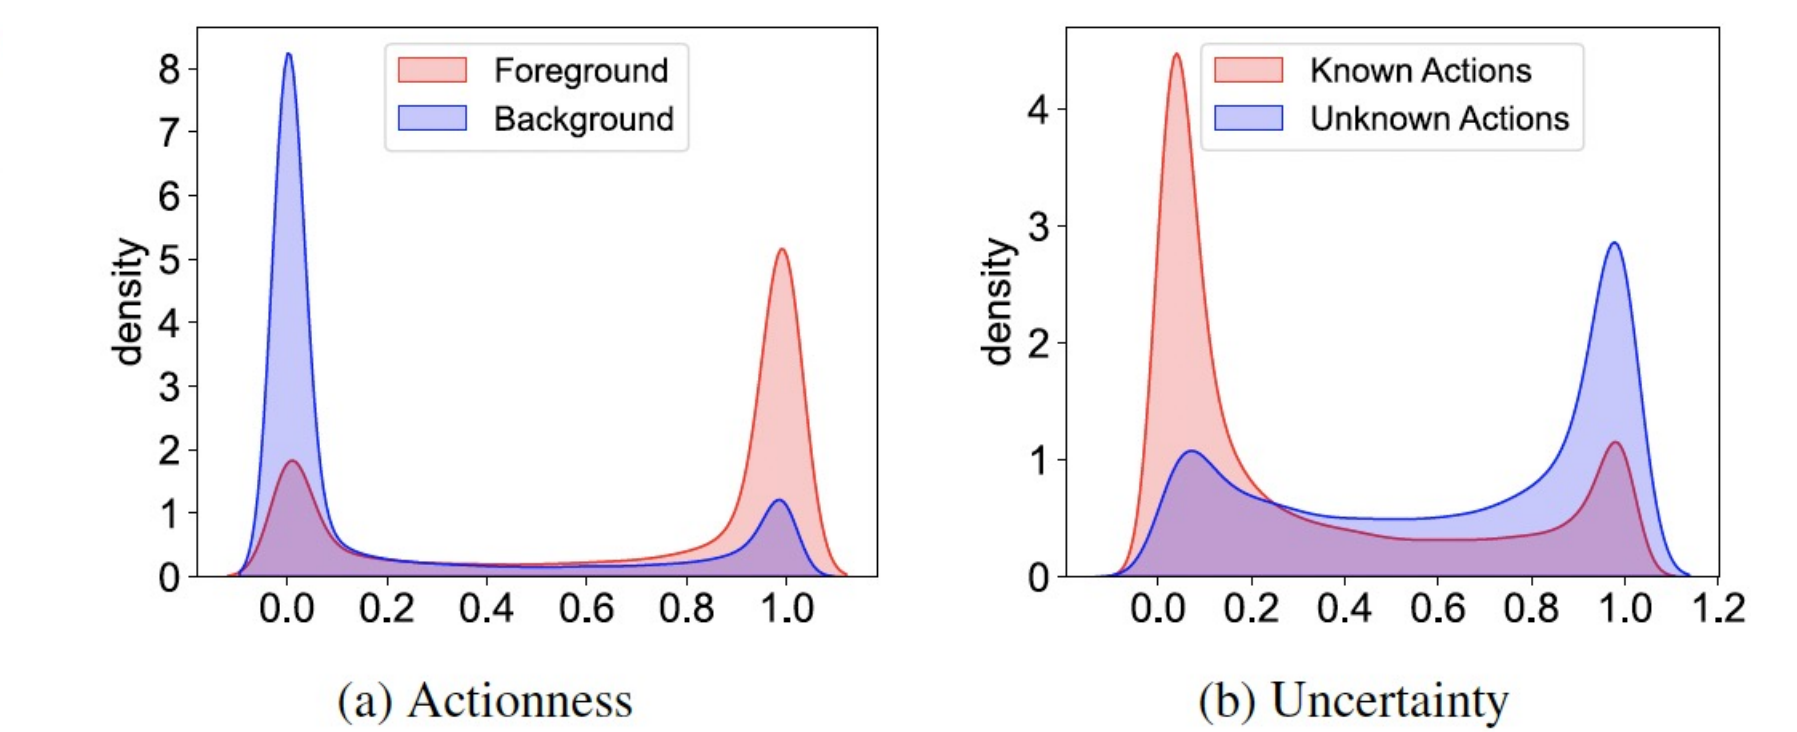 Foreground
Background
8
7
6
5
4
3
2
1
0
density
0.0 0.2 0.4 0.6 0.8 1.0
(a) Actionness
Known Actions
Unknown Actions
4
3
2
1
0
density
0.0 0.2 0.4 0.6 0.8 1.0 1.2
(b) Uncertainty